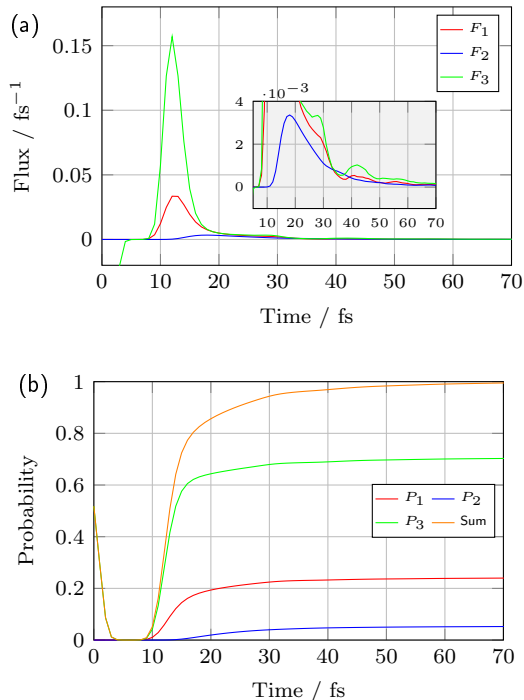 (a)
Flux / fs⁻¹
0.15
0.1
0.05
0
F₁
F₂
F₃
·10⁻³
4
2
0
10 20 30 40 50 60 70
0 10 20 30 40 50 60 70
Time / fs
(b)
Probability
1
0.8
0.6
0.4
0.2
0
P₁ P₂
P₃ Sum
0 10 20 30 40 50 60 70
Time / fs